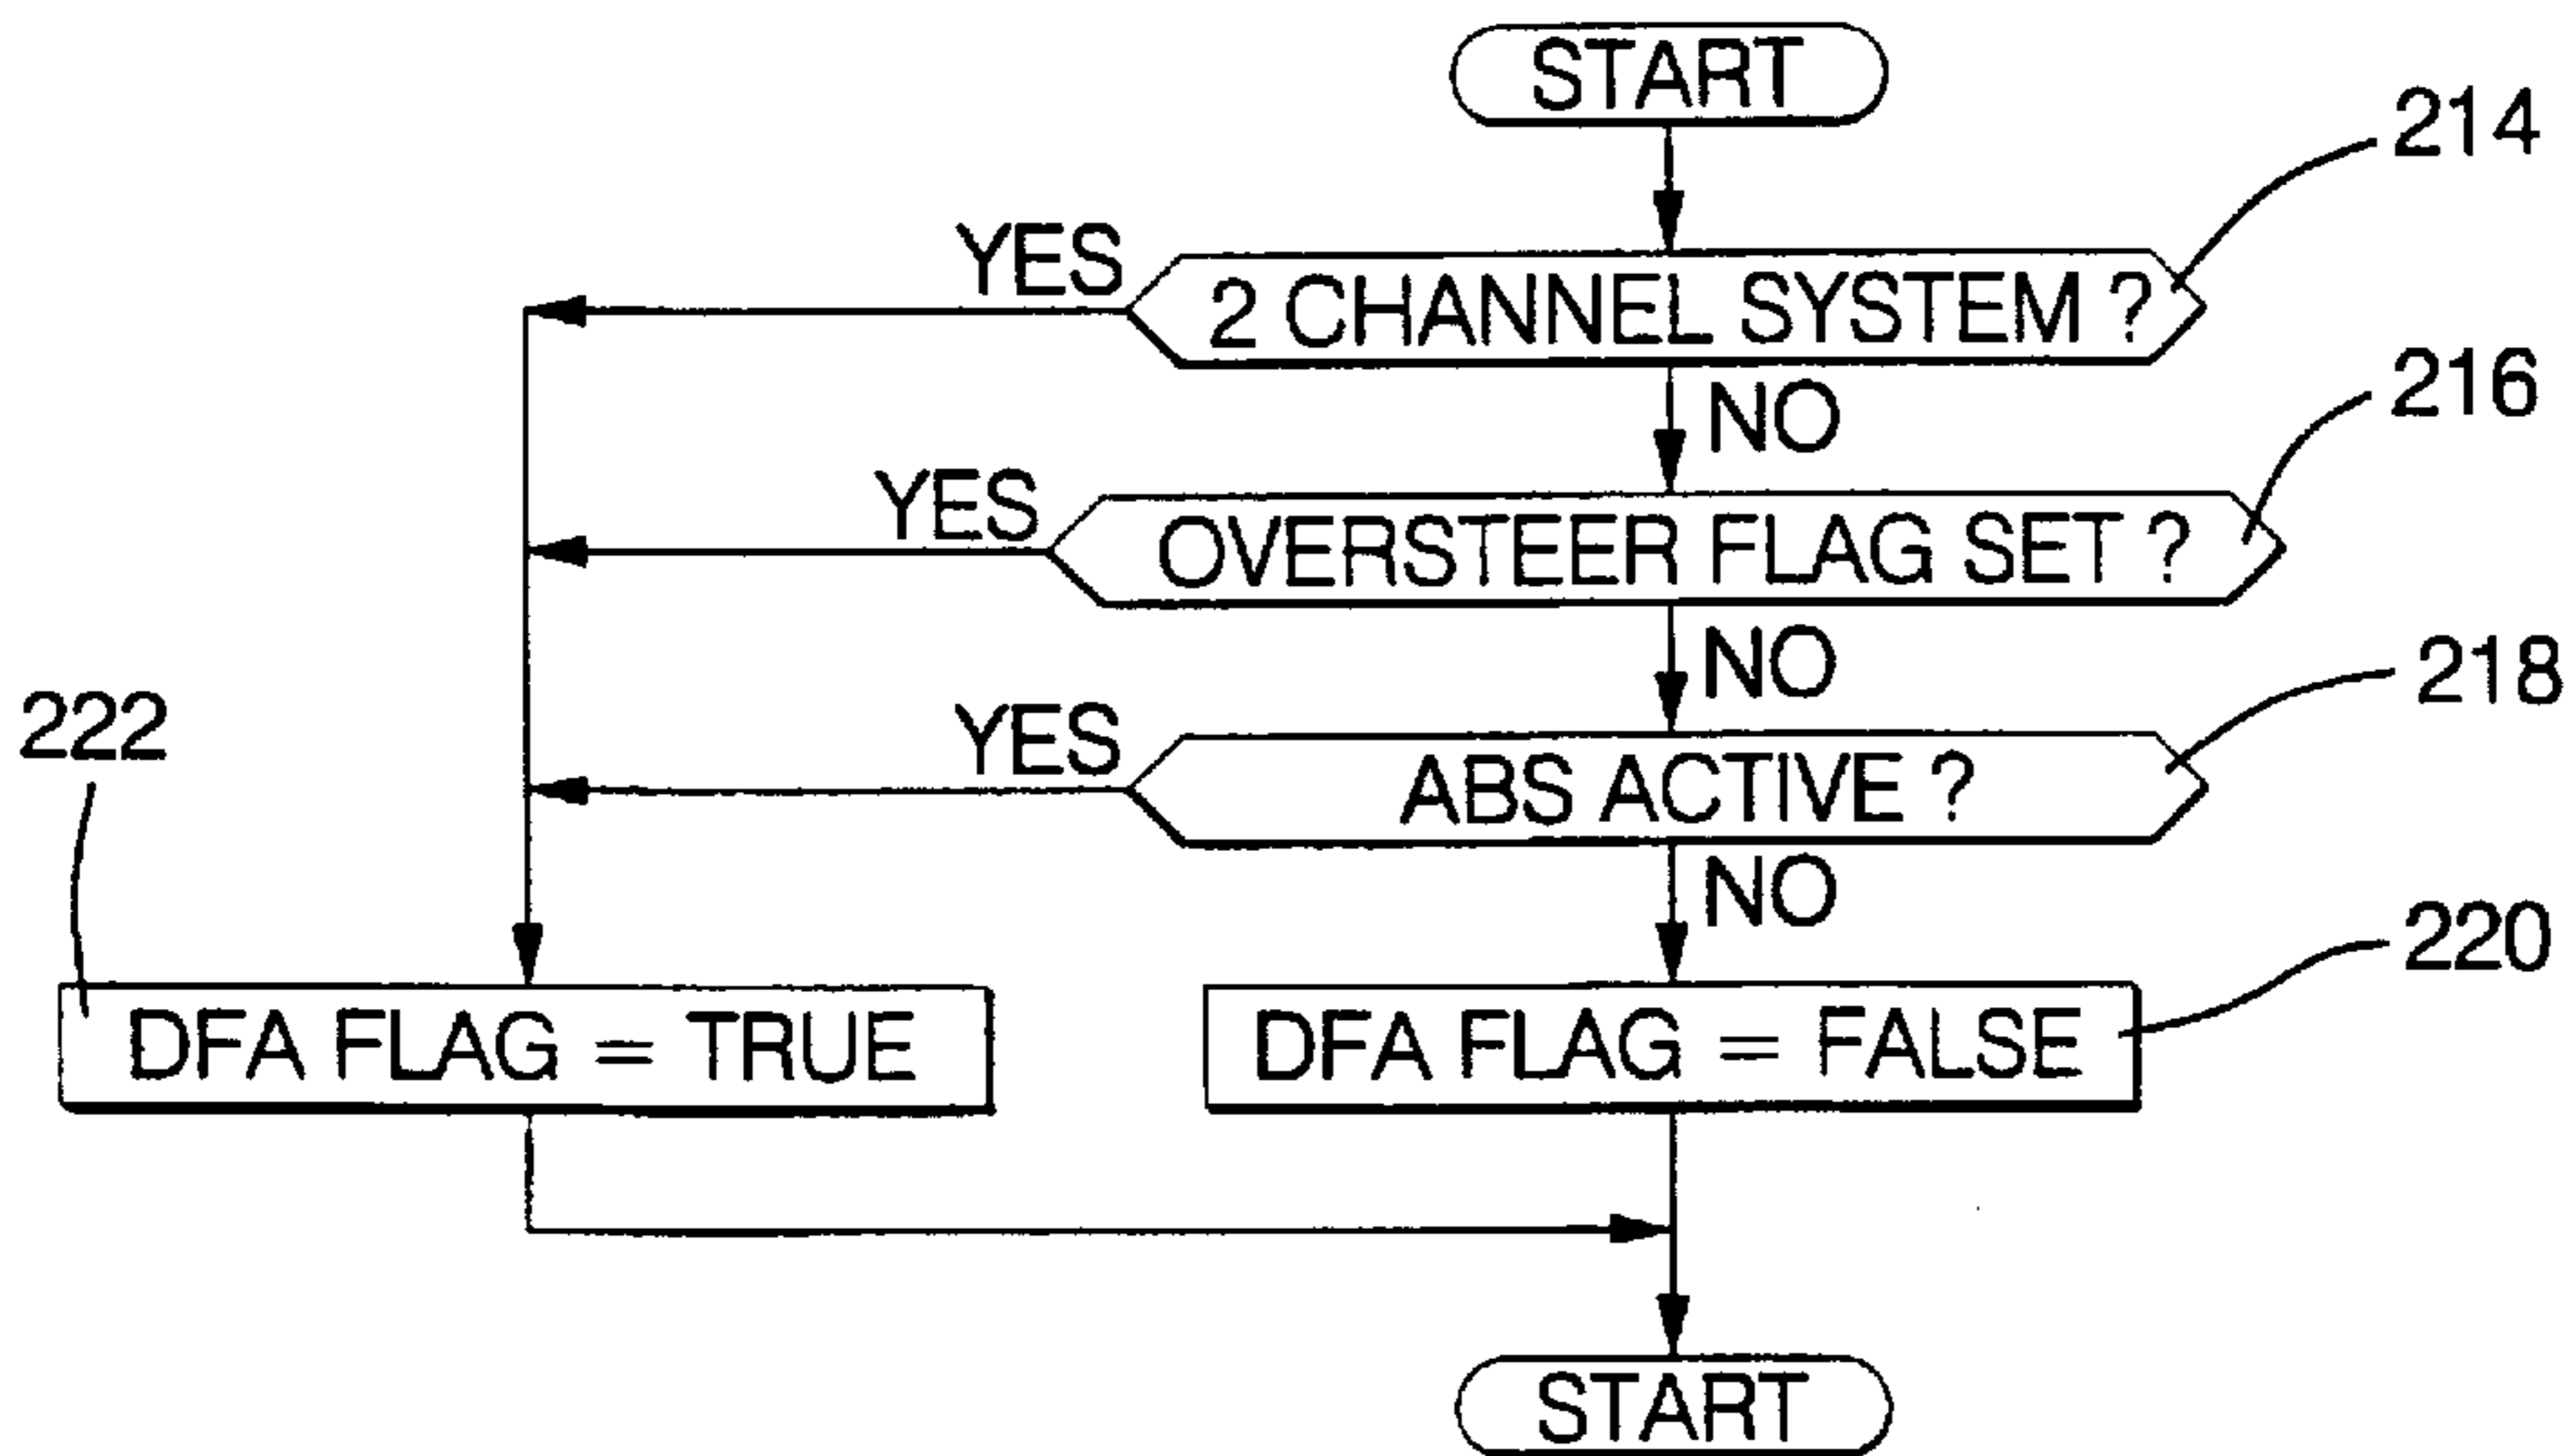 START
214
YES
2 CHANNEL SYSTEM ?
NO
216
YES
OVERSTEER FLAG SET ?
NO
218
YES
ABS ACTIVE ?
NO
222
220
DFA FLAG = TRUE
DFA FLAG = FALSE
START